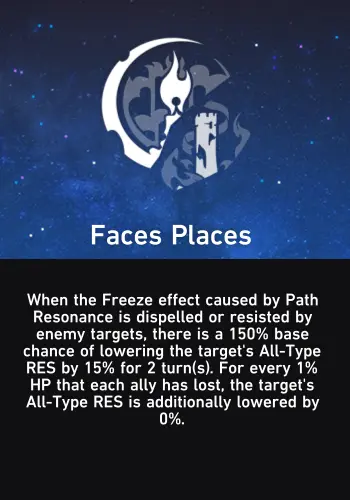 Faces Places
When the Freeze effect caused by Path
Resonance is dispelled or resisted by
enemy targets, there is a 150% base
chance of lowering the target's All-Type
RES by 15% for 2 turn(s). For every 1%
HP that each ally has lost, the target's
All-Type RES is additionally lowered by
0%.